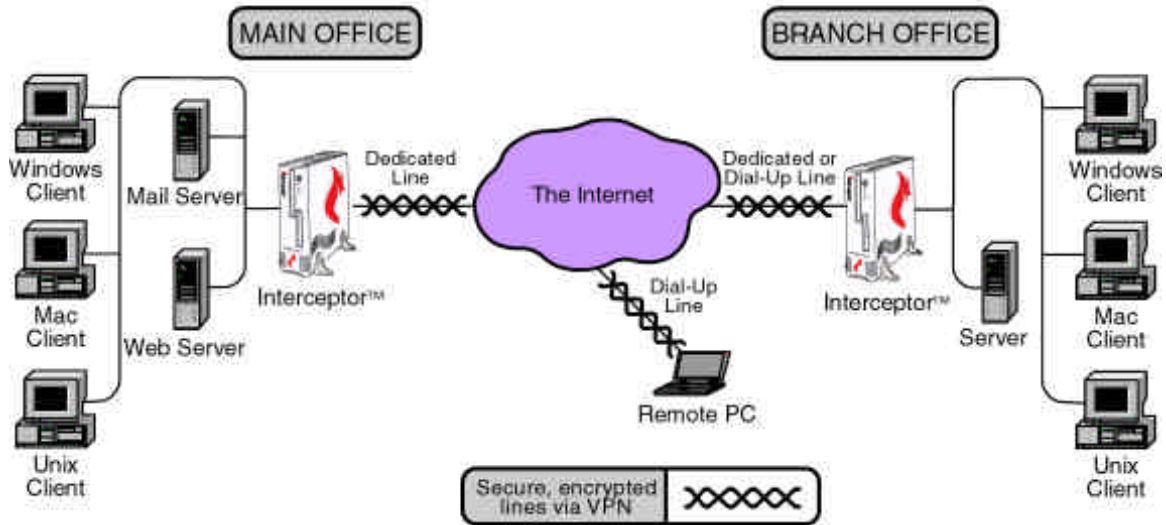 MAIN OFFICE
BRANCH OFFICE
Windows
Client
Mail Server
Mac
Client
Web Server
Unix
Client
Interceptor™
Dedicated
Line
The Internet
Dial-Up
Line
Remote PC
Dedicated or
Dial-Up Line
Interceptor™
Server
Windows
Client
Mac
Client
Unix
Client
Secure, encrypted
lines via VPN